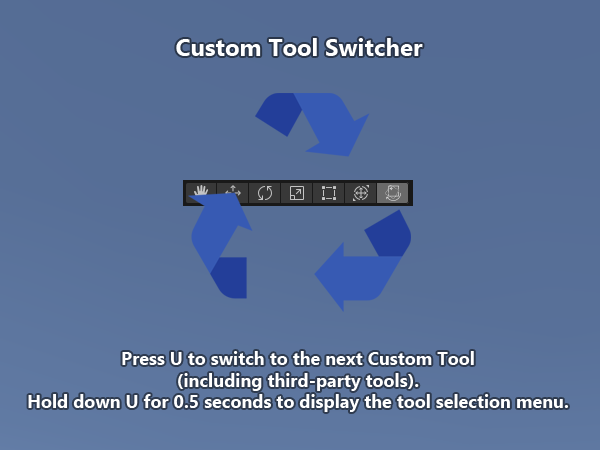 Custom Tool Switcher
Press U to switch to the next Custom Tool
(including third-party tools).
Hold down U for 0.5 seconds to display the tool selection menu.